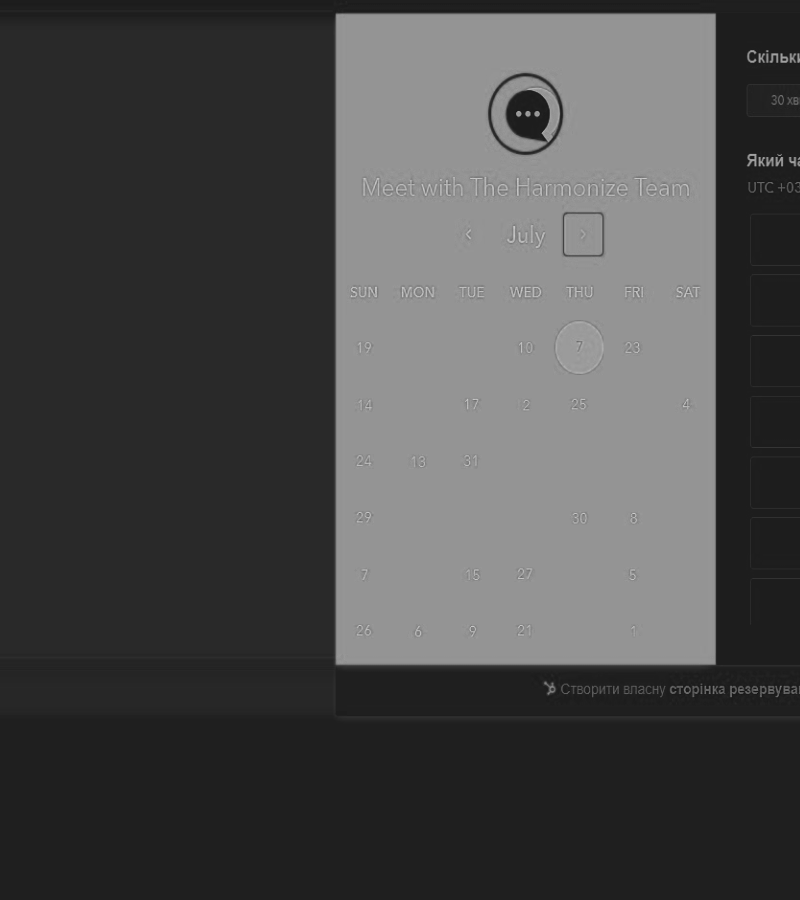 Meet with The Harmonize Team
July
SUN MON TUE WED THU FRI SAT
19 10 7 23
14 17 2 25 4
24 13 31
29 30 8
7 15 27 5
26 6 9 21 1
Скільки
30 хв
Який ча
UTC +03
Створити власну сторінка резервува